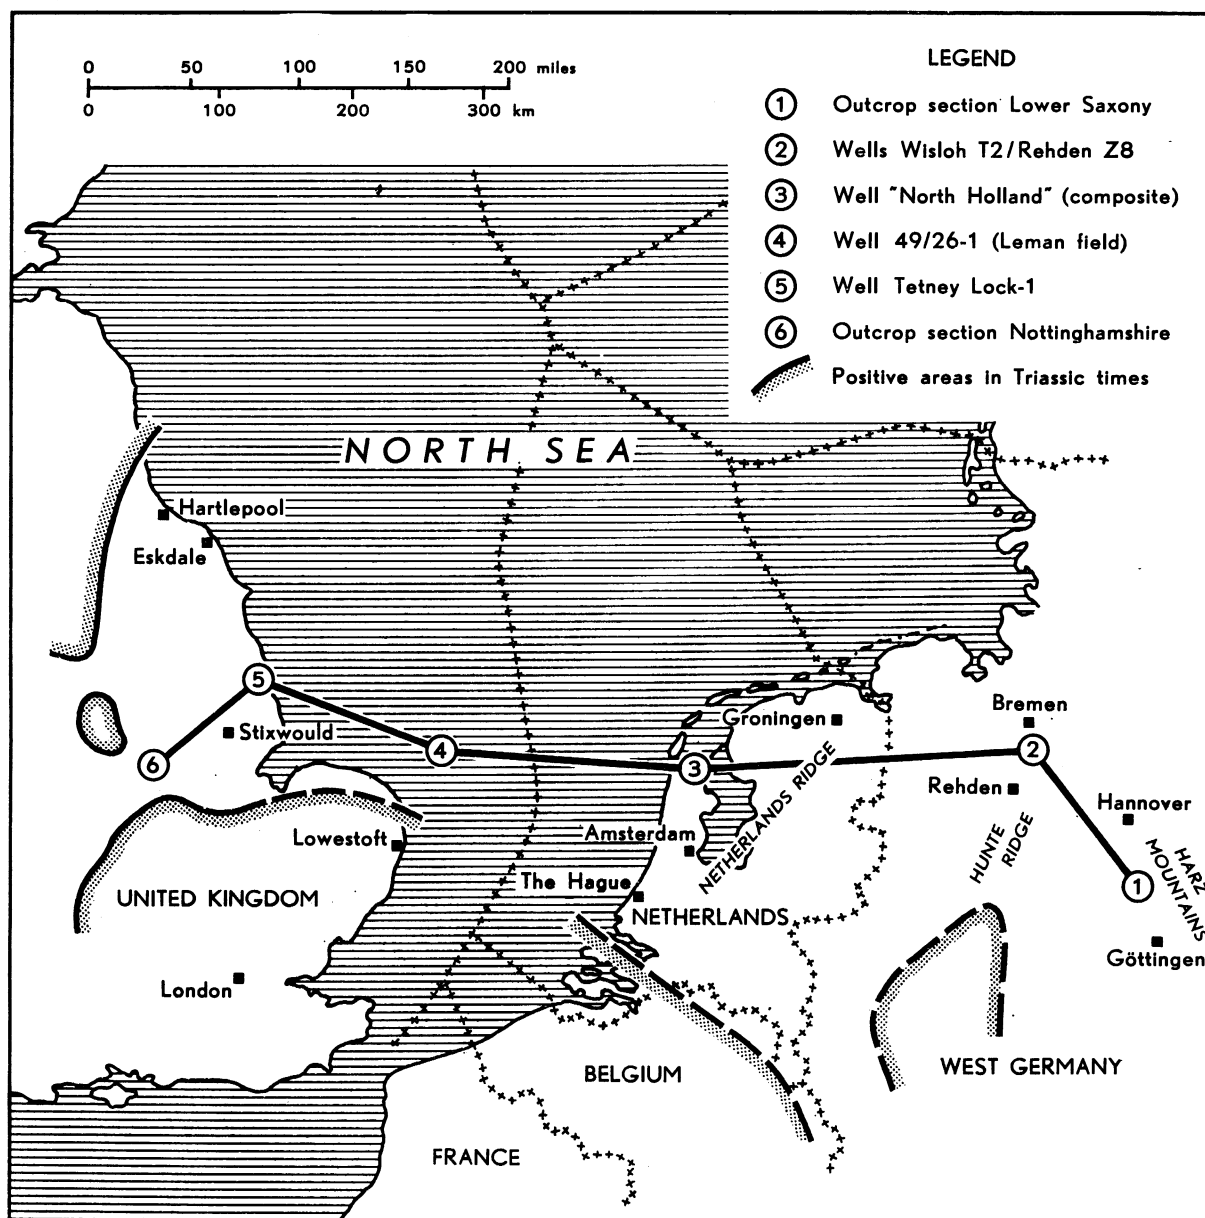 LEGEND
0 50 100 150 200 miles
0 100 200 300 km
1 Outcrop section Lower Saxony
2 Wells Wisloh T2/Rehden Z8
3 Well "North Holland" (composite)
4 Well 49/26-1 (Leman field)
5 Well Tetney Lock-1
6 Outcrop section Nottinghamshire
Positive areas in Triassic times
NORTH SEA
Hartlepool
Eskdale
5
Stixwould
6
4
3
Groningen
NETHERLANDS RIDGE
Bremen
2
Rehden
Hannover
HUNTE
RIDGE
HARZ
MOUNTAINS
1
Göttingen
Lowestoft
Amsterdam
The Hague
UNITED KINGDOM
NETHERLANDS
London
BELGIUM
WEST GERMANY
FRANCE